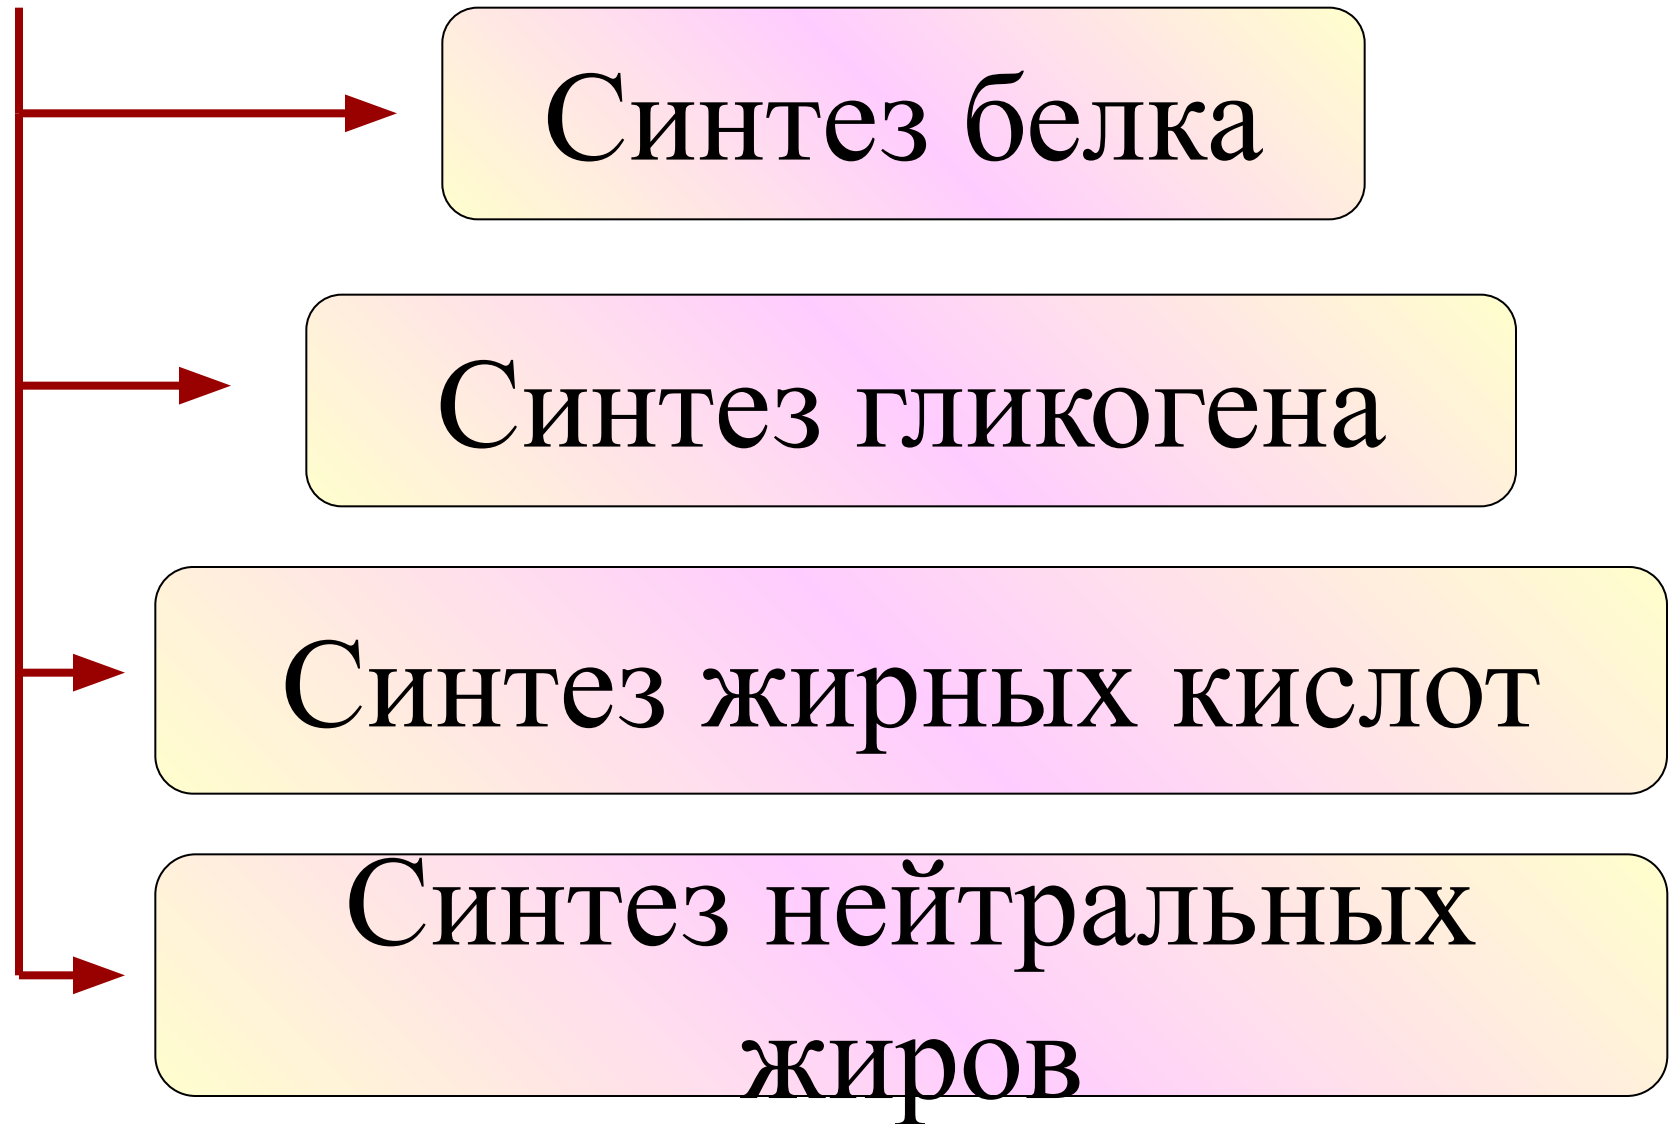 Синтез белка
Синтез гликогена
Синтез жирных кислот
Синтез нейтральных
жиров